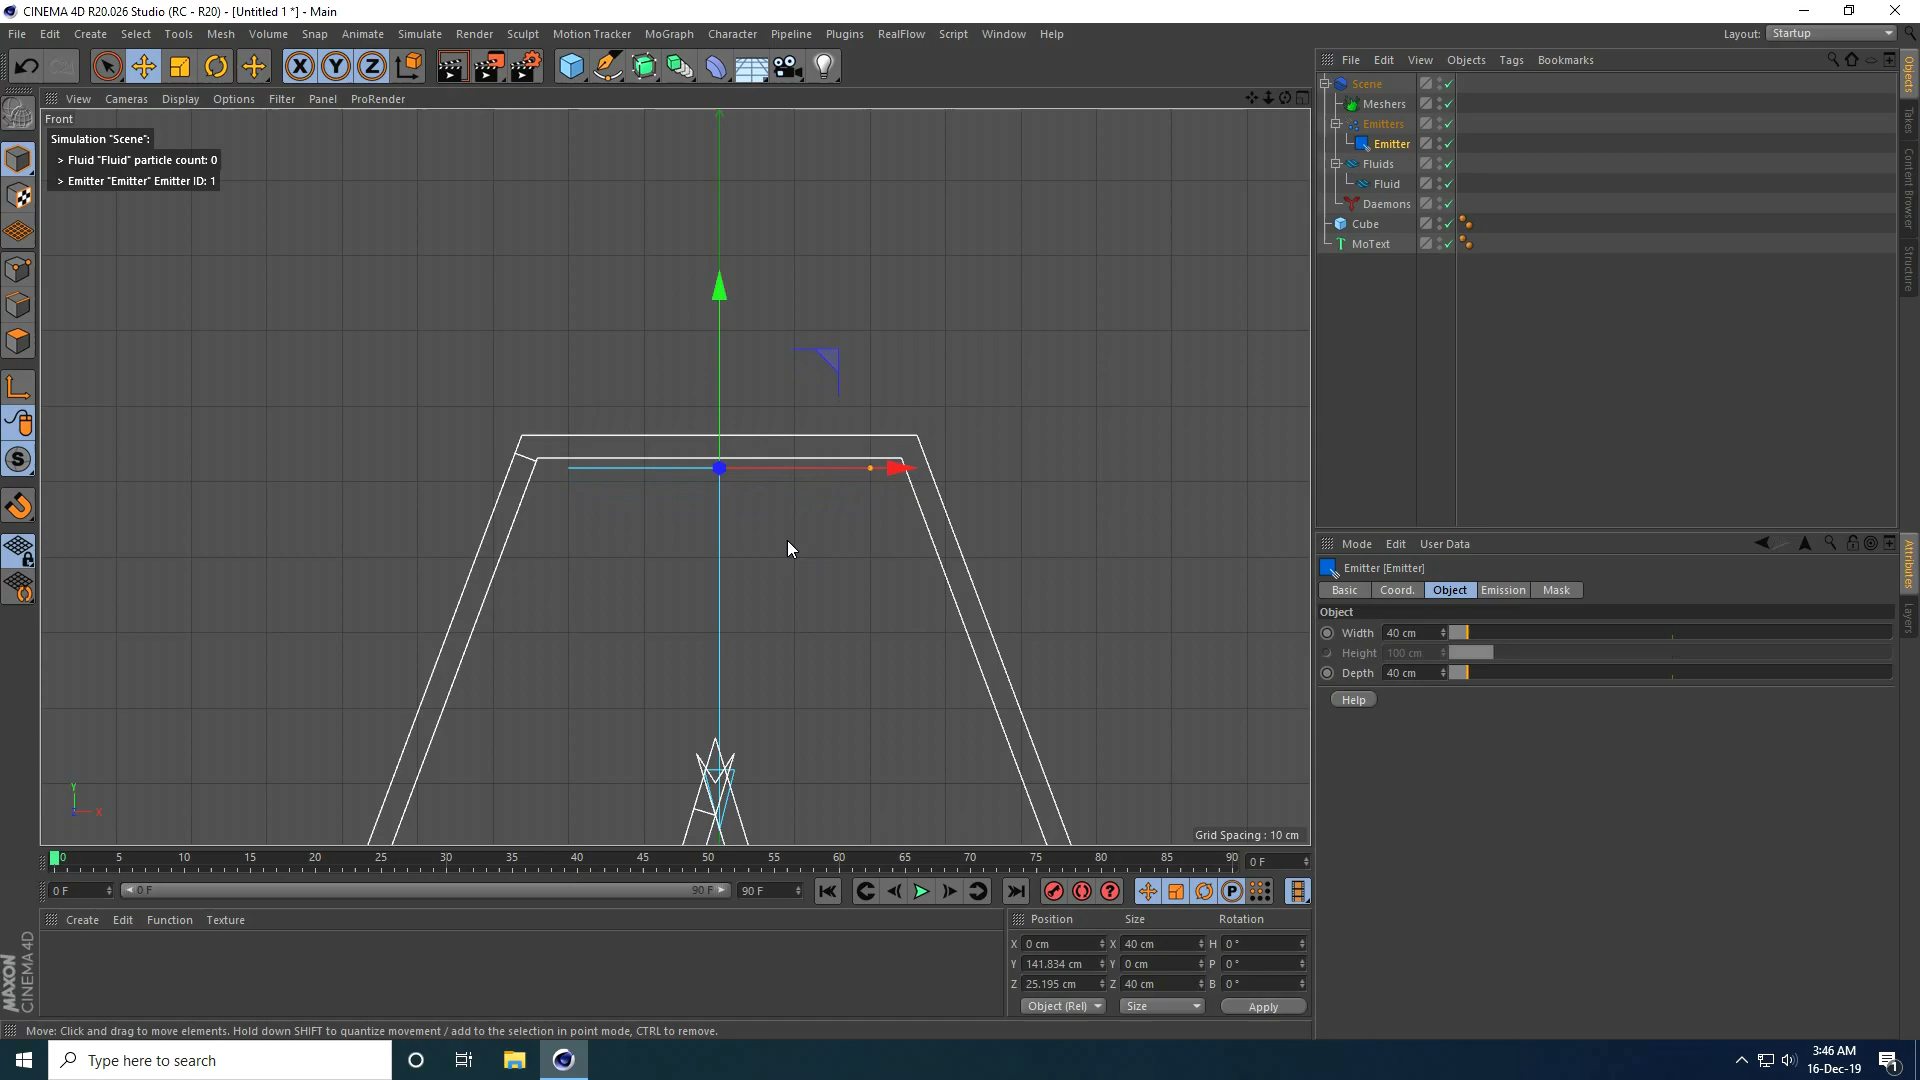 CINEMA 4D R20.026 Studio (RC - R20) - [Untitled 1 *] - Main
File Edit Create Select Tools Mesh Volume Snap Animate Simulate Render Sculpt Motion Tracker MoGraph Character Pipeline Plugins RealFlow Script Window Help
Layout: Startup
X Y Z
File Edit View Objects Tags Bookmarks
View Cameras Display Options Filter Panel ProRender
Front
Simulation "Scene":
> Fluid "Fluid" particle count: 0
> Emitter "Emitter" Emitter ID: 1
Scene
Meshers
Emitters
Emitter
Fluids
Fluid
Daemons
Cube
MoText
Objects
Takes
Content Browser
Structure
Mode Edit User Data
Emitter [Emitter]
Basic Coord. Object Emission Mask
Object
Width 40 cm
Height 100 cm
Depth 40 cm
Help
Attributes
Layers
Y
Z X
Grid Spacing : 10 cm
0 5 10 15 20 25 30 35 40 45 50 55 60 65 70 75 80 85 90 0 F
0 F 0 F 90 F 90 F P
Create Edit Function Texture
Position Size Rotation
X 0 cm X 40 cm H 0 °
Y 141.834 cm Y 0 cm P 0 °
Z 25.195 cm Z 40 cm B 0 °
Object (Rel) Size Apply
MAXON
CINEMA 4D
Move: Click and drag to move elements. Hold down SHIFT to quantize movement / add to the selection in point mode, CTRL to remove.
Type here to search
3:46 AM
16-Dec-19
1